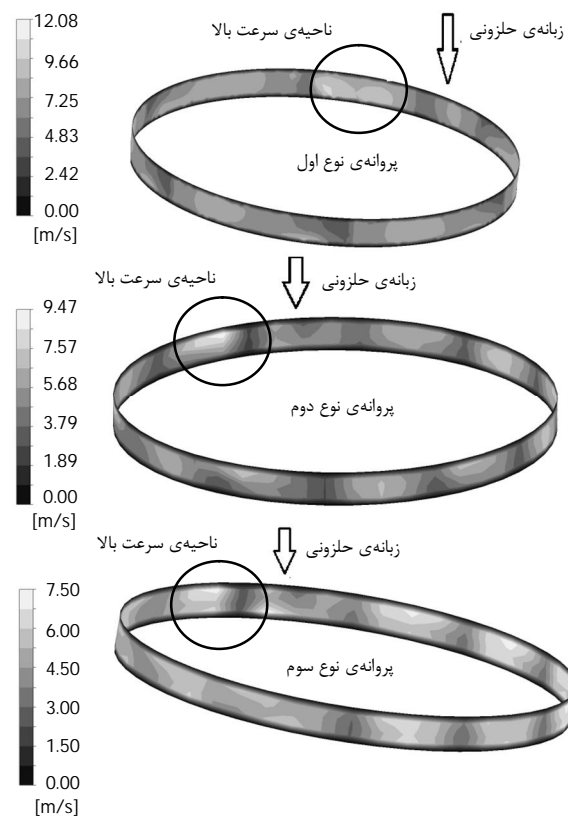 زبانه‌ی حلزونی
ناحیه‌ی سرعت بالا
12.08
9.66
7.25
4.83
2.42
0.00
[m/s]
پروانه‌ی نوع اول
زبانه‌ی حلزونی
ناحیه‌ی سرعت بالا
9.47
7.57
5.68
3.79
1.89
0.00
[m/s]
پروانه‌ی نوع دوم
زبانه‌ی حلزونی
ناحیه‌ی سرعت بالا
7.50
6.00
4.50
3.00
1.50
0.00
[m/s]
پروانه‌ی نوع سوم